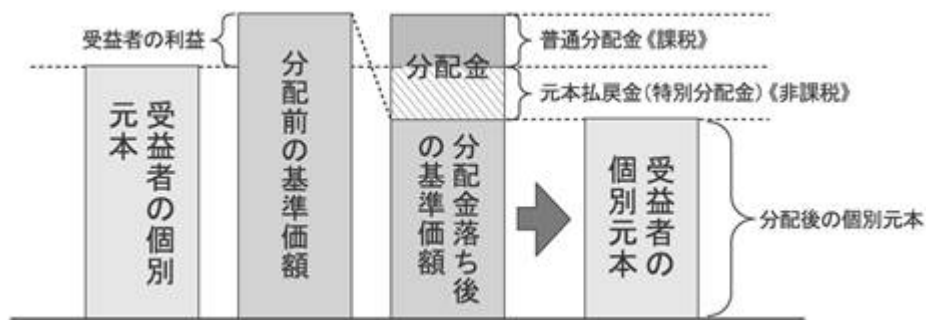 受益者の利益
受益者の個別
元本
分配前の基準価額
分配金
分配金落ち後
の基準価額
普通分配金《課税》
元本払戻金(特別分配金)《非課税》
受益者の
個別元本
分配後の個別元本